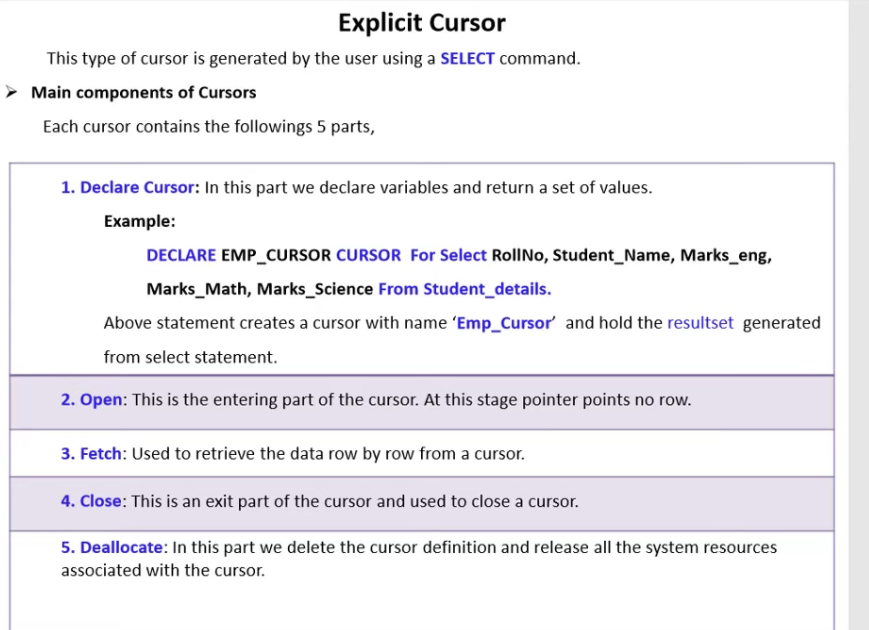 Explicit Cursor
This type of cursor is generated by the user using a SELECT command.
➢ Main components of Cursors
Each cursor contains the followings 5 parts,
1. Declare Cursor: In this part we declare variables and return a set of values.
Example:
DECLARE EMP_CURSOR CURSOR For Select RollNo, Student_Name, Marks_eng,
Marks_Math, Marks_Science From Student_details.
Above statement creates a cursor with name ‘Emp_Cursor’ and hold the resultset generated
from select statement.
2. Open: This is the entering part of the cursor. At this stage pointer points no row.
3. Fetch: Used to retrieve the data row by row from a cursor.
4. Close: This is an exit part of the cursor and used to close a cursor.
5. Deallocate: In this part we delete the cursor definition and release all the system resources
associated with the cursor.